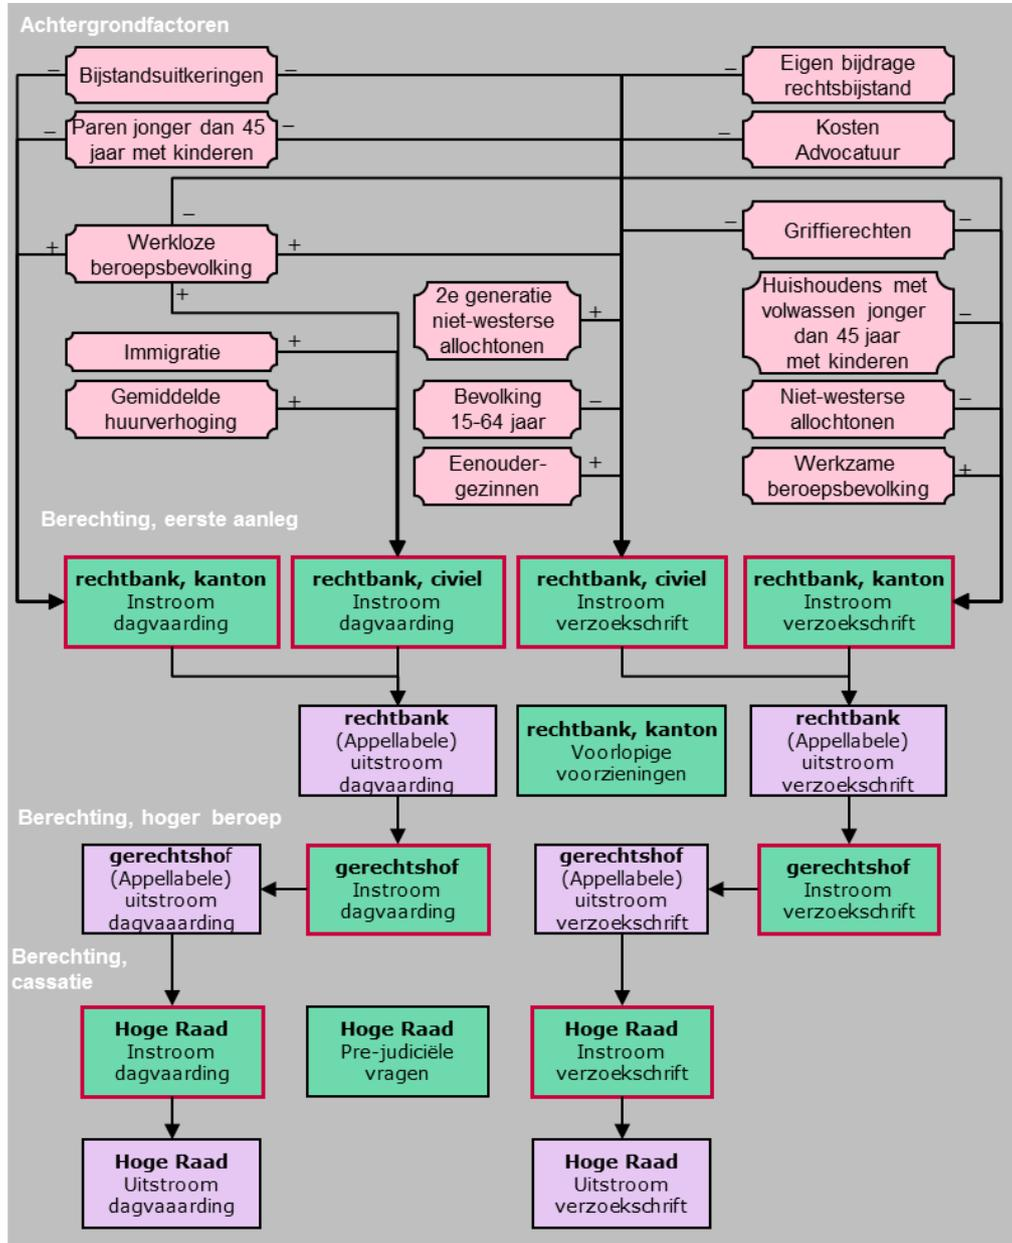 Achtergrondfactoren
Bijstandsuitkeringen
−
−
−
Eigen bijdrage
rechtsbijstand
Paren jonger dan 45
jaar met kinderen
−
−
−
Kosten
Advocatuur
−
Werkloze
beroepsbevolking
+
+
+
−
Griffierechten
−
2e generatie
niet-westerse
allochtonen
+
Huishoudens met
volwassen jonger
dan 45 jaar
met kinderen
−
Immigratie
+
Gemiddelde
huurverhoging
+
Bevolking
15-64 jaar
−
Niet-westerse
allochtonen
−
Eenouder-
gezinnen
+
Werkzame
beroepsbevolking
+
Berechting, eerste aanleg
rechtbank, kanton
Instroom
dagvaarding
rechtbank, civiel
Instroom
dagvaarding
rechtbank, civiel
Instroom
verzoekschrift
rechtbank, kanton
Instroom
verzoekschrift
rechtbank
(Appellabele)
uitstroom
dagvaarding
rechtbank, kanton
Voorlopige
voorzieningen
rechtbank
(Appellabele)
uitstroom
verzoekschrift
Berechting, hoger beroep
gerechtshof
(Appellabele)
uitstroom
dagvaaarding
gerechtshof
Instroom
dagvaarding
gerechtshof
(Appellabele)
uitstroom
verzoekschrift
gerechtshof
Instroom
verzoekschrift
Berechting,
cassatie
Hoge Raad
Instroom
dagvaarding
Hoge Raad
Pre-judiciële
vragen
Hoge Raad
Instroom
verzoekschrift
Hoge Raad
Uitstroom
dagvaaarding
Hoge Raad
Uitstroom
verzoekschrift